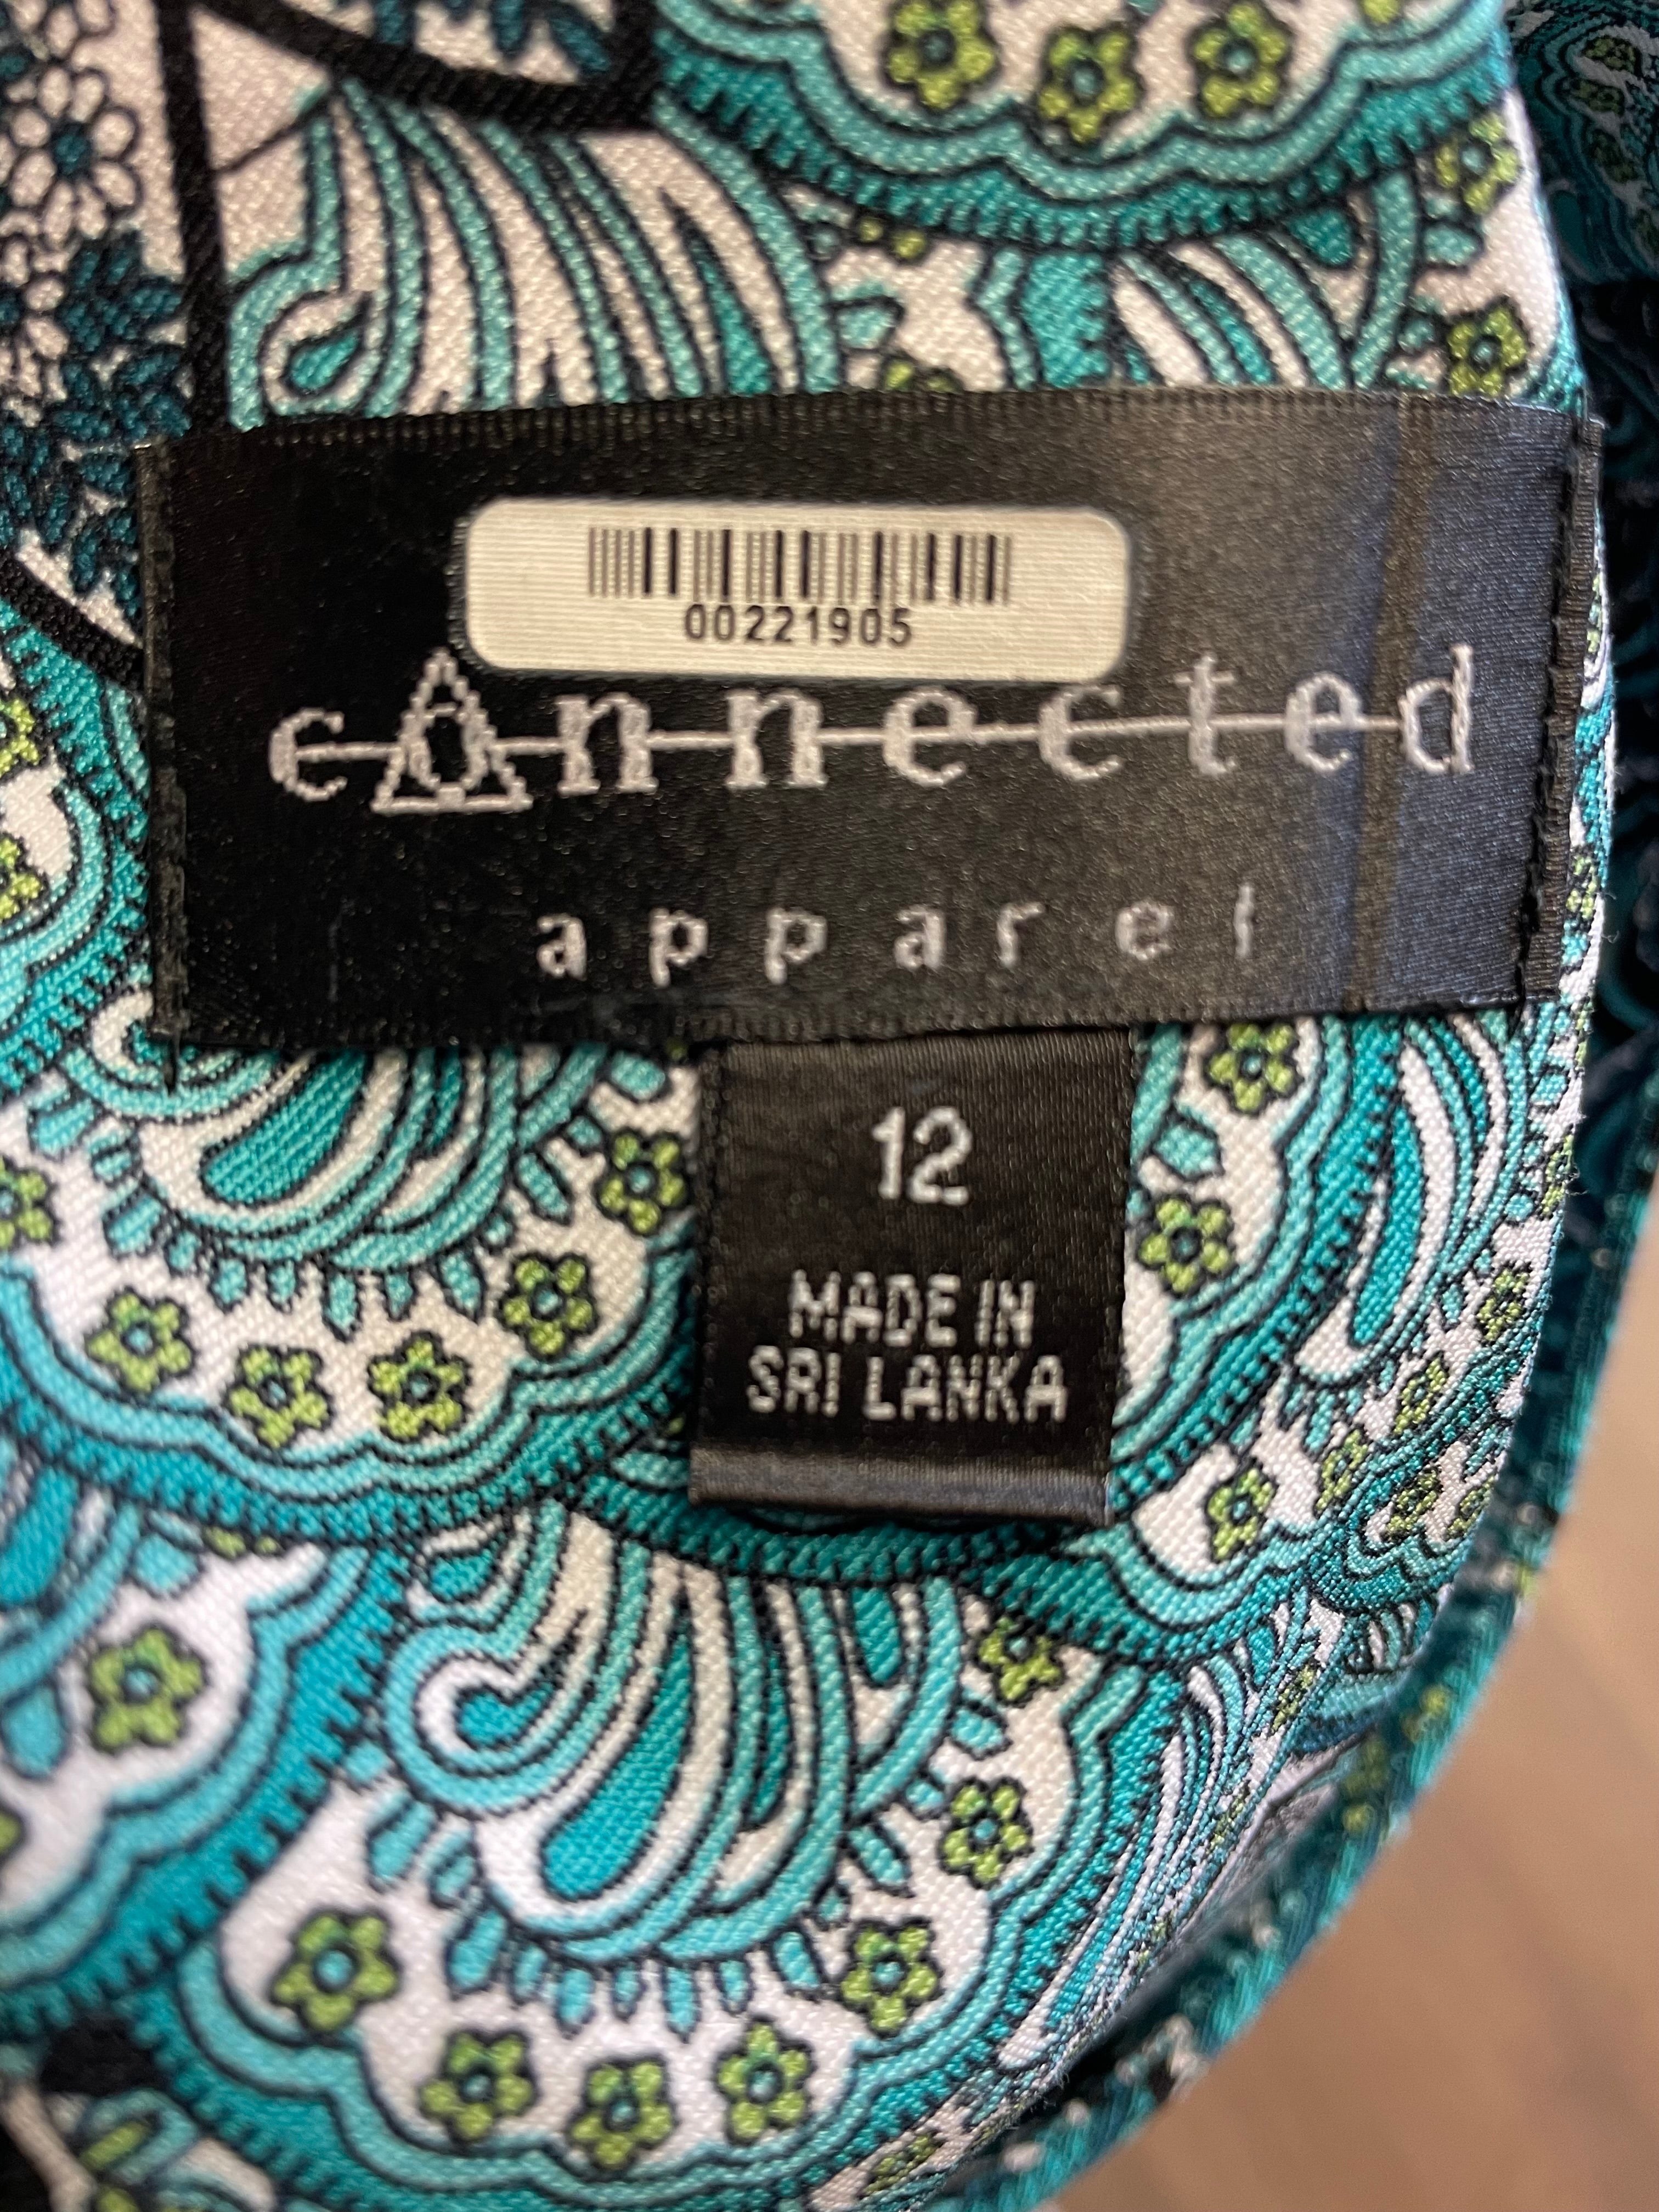 00221905
connected
apparel
12
MADE IN
SRI LANKA